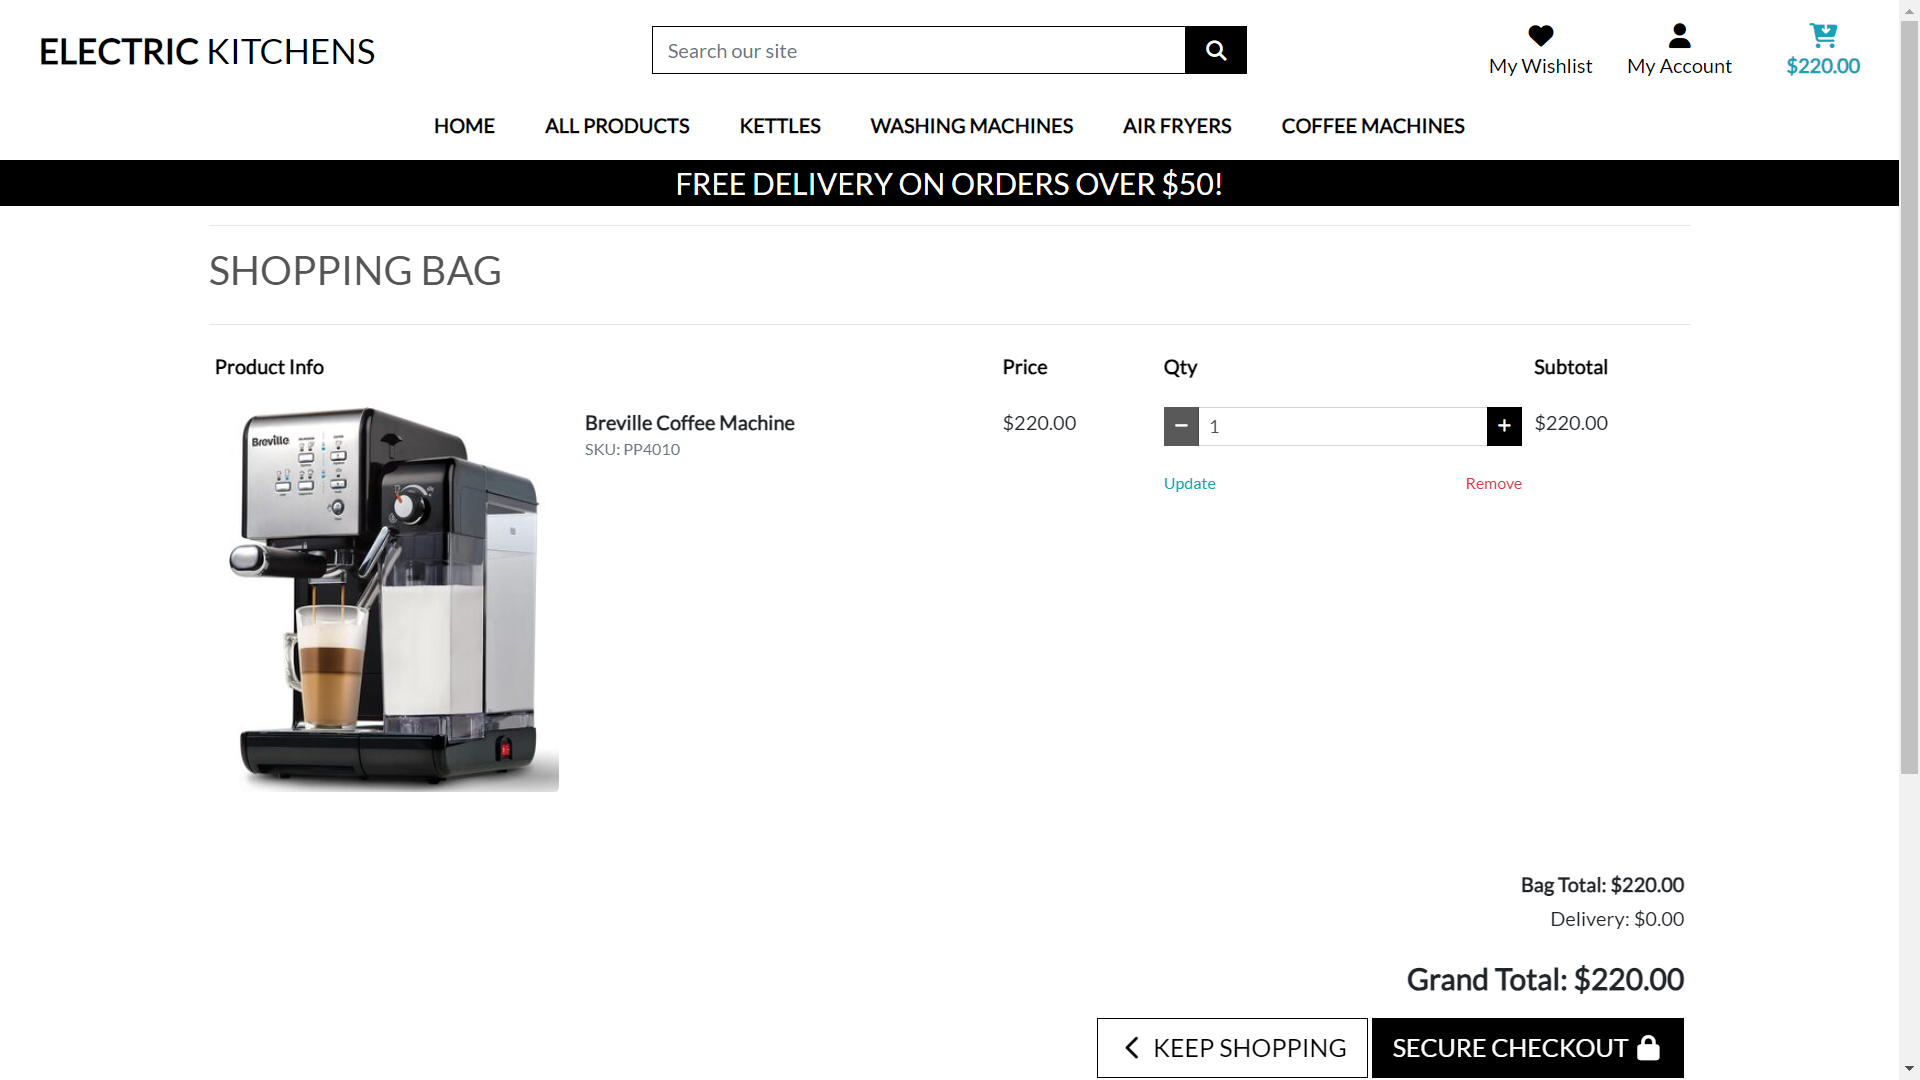 ELECTRIC KITCHENS
Search our site
My Wishlist
My Account
$220.00
HOME ALL PRODUCTS KETTLES WASHING MACHINES AIR FRYERS COFFEE MACHINES
FREE DELIVERY ON ORDERS OVER $50!
SHOPPING BAG
Product Info Price Qty Subtotal
Breville
Breville Coffee Machine $220.00 1 $220.00
SKU: PP4010
Update Remove
Bag Total: $220.00
Delivery: $0.00
Grand Total: $220.00
KEEP SHOPPING SECURE CHECKOUT